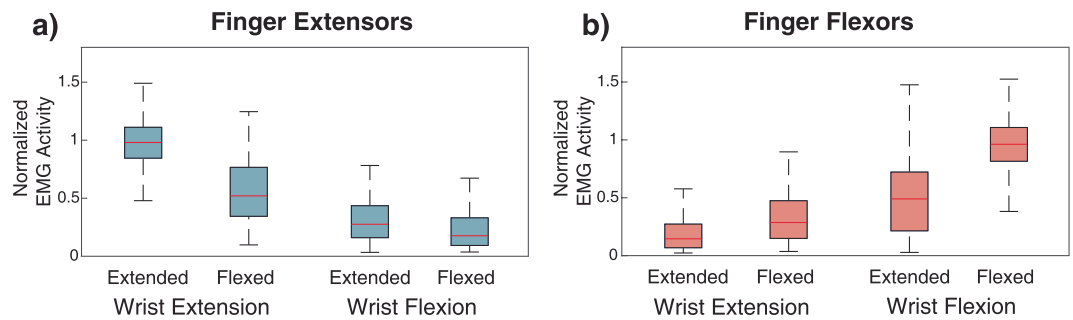 a)
Finger Extensors
Normalized
EMG Activity
1.5
1
0.5
0
Extended
Flexed
Extended
Flexed
Wrist Extension
Wrist Flexion
b)
Finger Flexors
Normalized
EMG Activity
1.5
1
0.5
0
Extended
Flexed
Extended
Flexed
Wrist Extension
Wrist Flexion